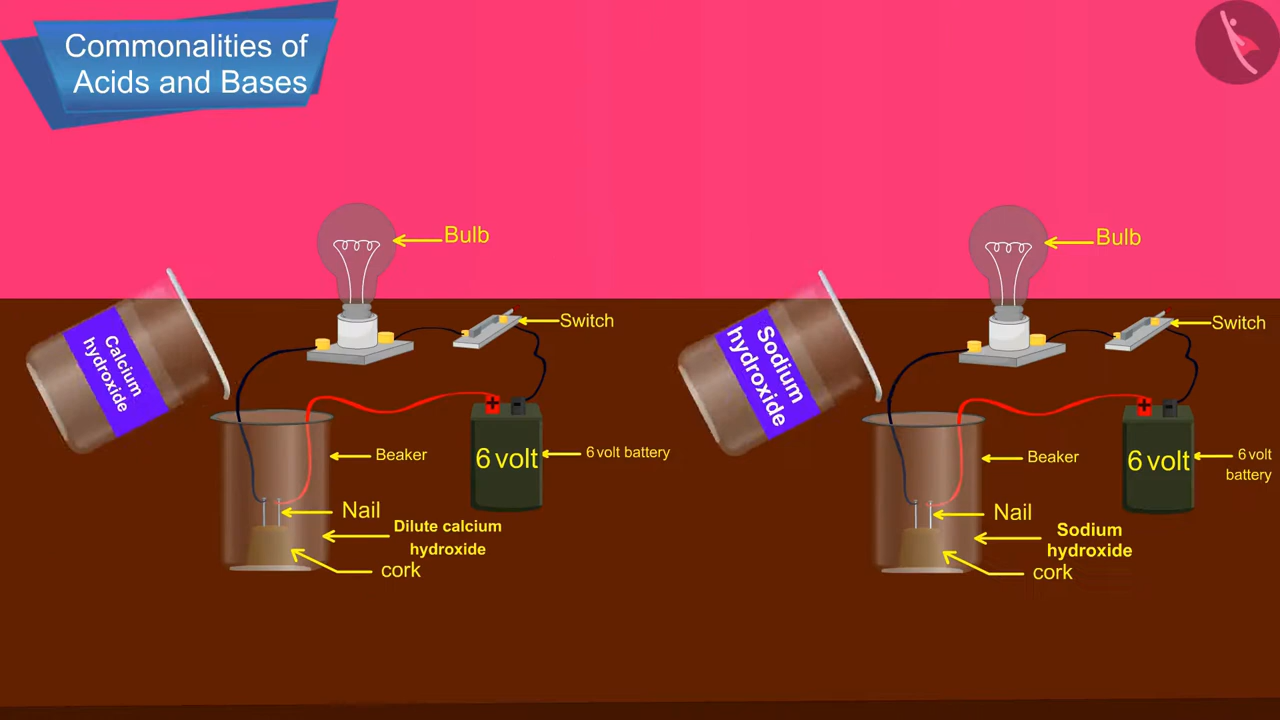 Commonalities of
Acids and Bases
Bulb
Switch
Calcium
hydroxide
+
-
6 volt
6 volt battery
Beaker
Nail
Dilute calcium
hydroxide
cork
Bulb
Switch
Sodium
hydroxide
+
-
6 volt
6 volt
battery
Beaker
Nail
Sodium
hydroxide
cork